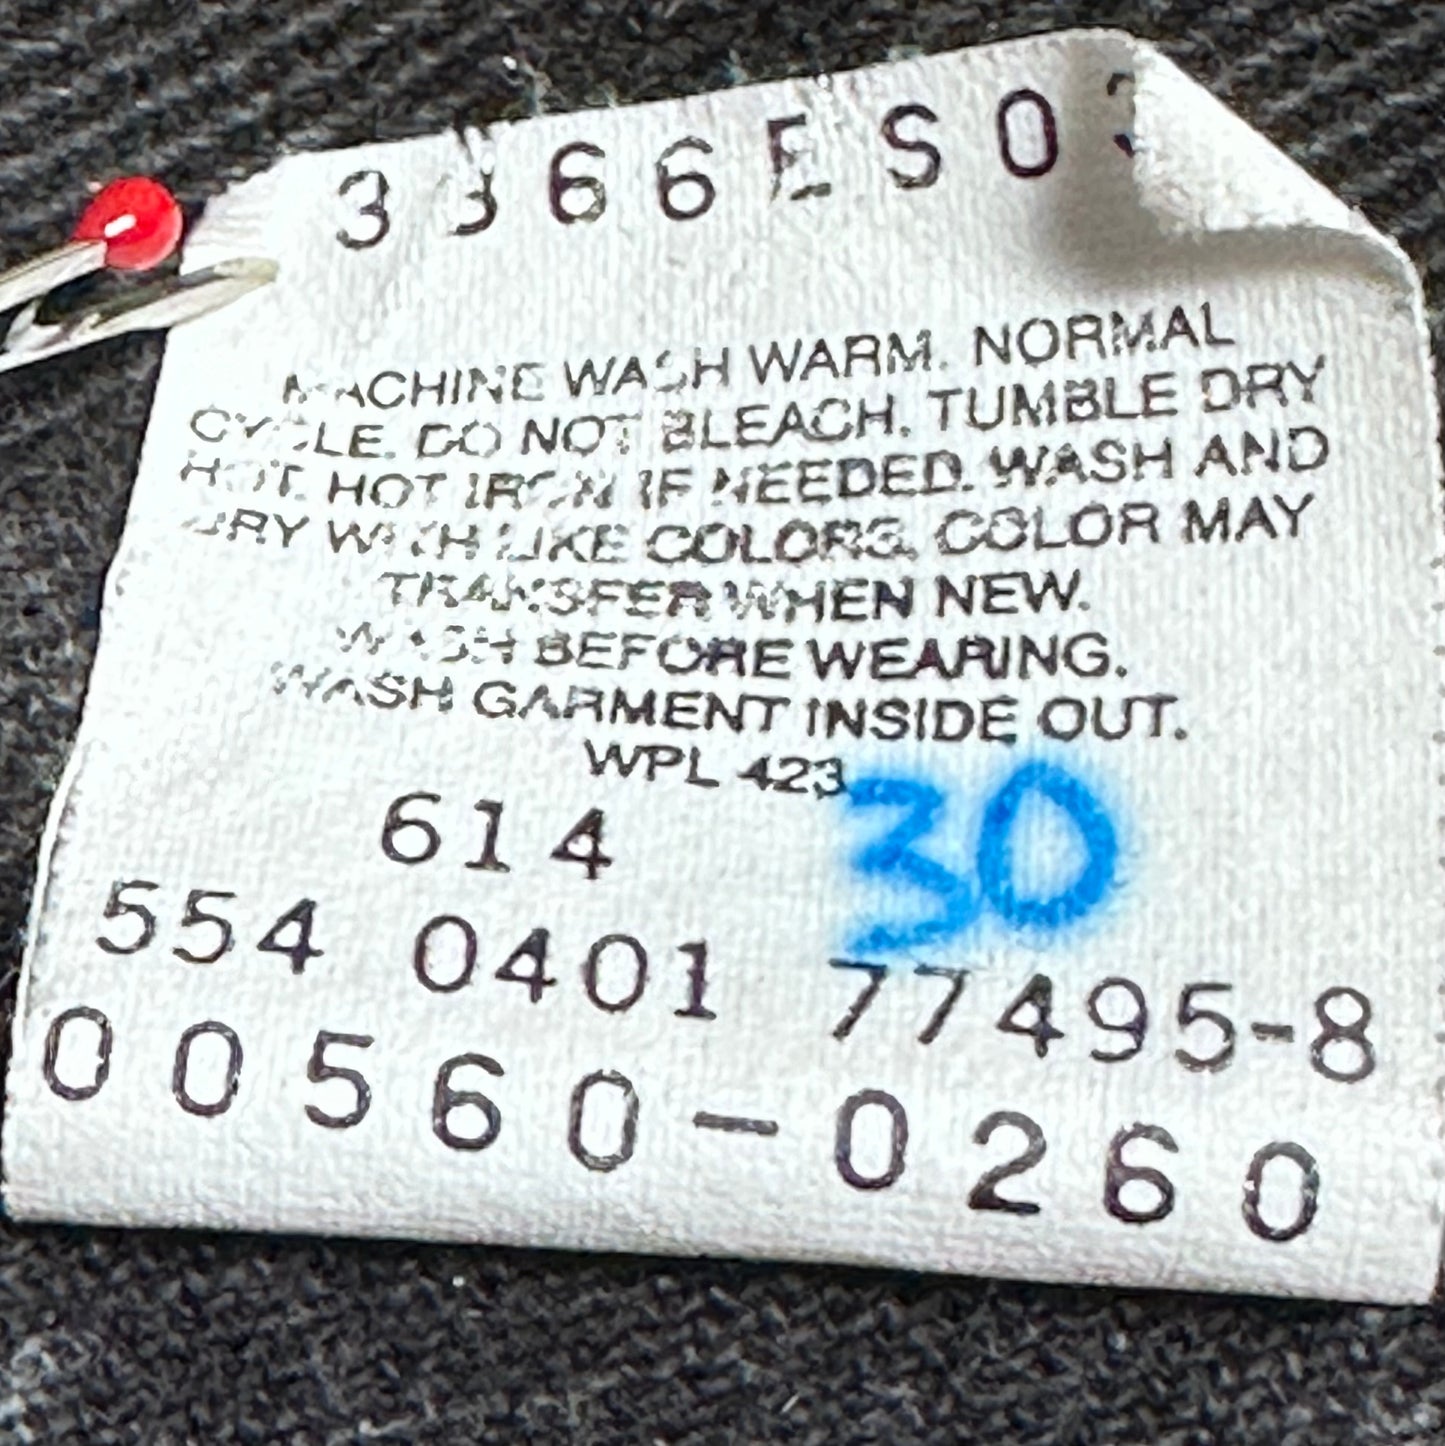 3366ES0
MACHINE WASH WARM. NORMAL
CYCLE. DO NOT BLEACH. TUMBLE DRY
HOT. HOT IRON IF NEEDED. WASH AND
DRY WITH LIKE COLORS. COLOR MAY
TRANSFER WHEN NEW.
WASH BEFORE WEARING.
WASH GARMENT INSIDE OUT.
WPL 423
30
614
554 0401 77495-8
00560-0260